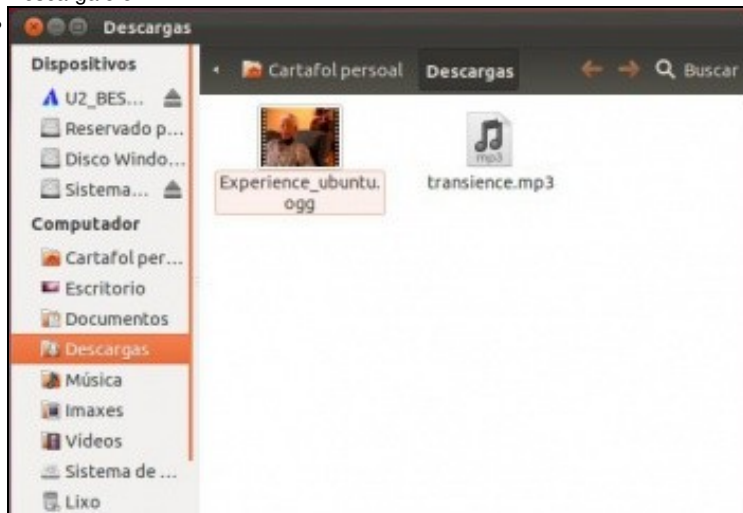 Descargas
Dispositivos
Cartafol persoal
Descargas
Buscar
U2_BES...
Reservado p...
Disco Windo...
Sistema...
Experience_ubuntu.
ogg
mp3
transience.mp3
Computador
Cartafol per...
Escritorio
Documentos
Descargas
Música
Imaxes
Vídeos
Sistema de ...
Lixo